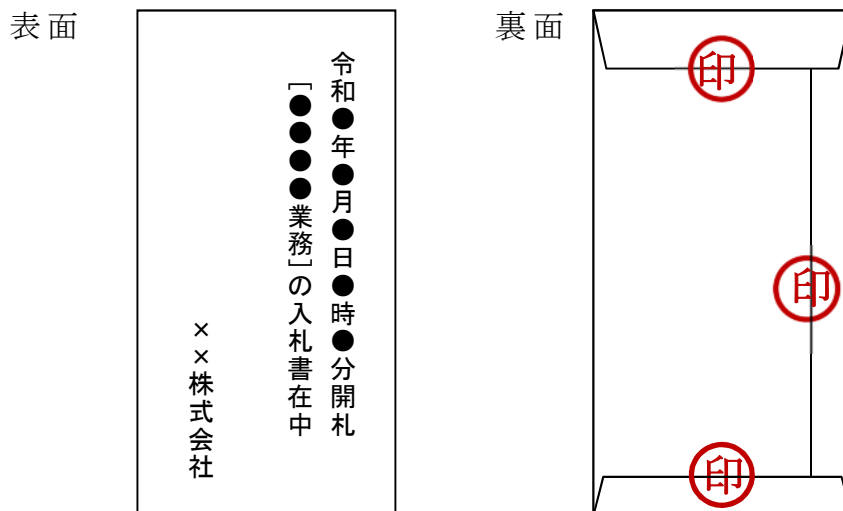 表面
令和●年●月●日●時●分開札
［●●●●業務］の入札書在中
××株式会社
裏面
印
印
印